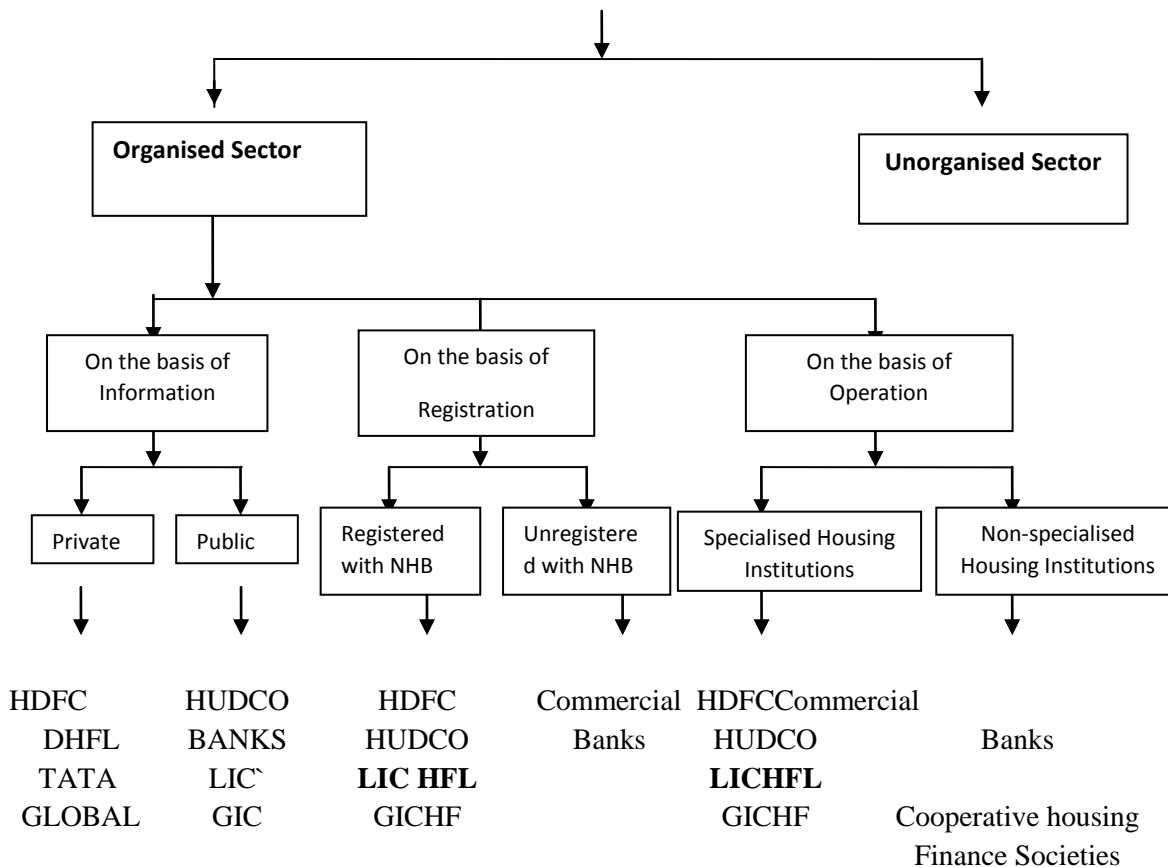 Organised Sector
Unorganised Sector
On the basis of
Information
On the basis of
Registration
On the basis of
Operation
Private
Public
Registered
with NHB
Unregistere
d with NHB
Specialised Housing
Institutions
Non-specialised
Housing Institutions
HDFC HUDCO HDFC Commercial HDFCCommercial
DHFL BANKS HUDCO Banks HUDCO Banks
TATA LIC` LIC HFL LICHFL
GLOBAL GIC GICHF GICHF Cooperative housing
Finance Societies